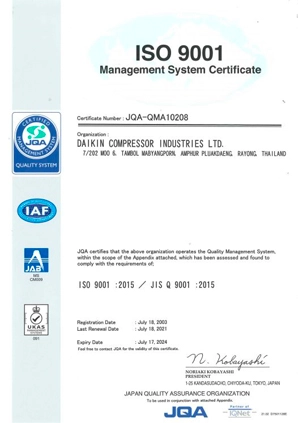 ISO 9001
Management System Certificate
Certificate Number : JQA-QMA10208
Organization :
DAIKIN COMPRESSOR INDUSTRIES LTD.
7/202 MOO 6, TAMBOL MABYANGPORN, AMPHUR PLUAKDAENG, RAYONG, THAILAND
CERTIFIED
MANAGEMENT SYSTEM
JQA
QUALITY SYSTEM
IAF
JAB
CM009
UKAS
MANAGEMENT
SYSTEMS
JQA certifies that the above organization operates the Quality Management System,
within the scope of the Appendix attached, which has been assessed and found to
comply with the requirements of:
ISO 9001 :2015 / JIS Q 9001 :2015
Registration Date : July 18, 2003
Last Renewal Date : July 18, 2021
Expiry Date : July 17, 2024
Feel free to contact JQA for the validity of this certificate.
N. Kobayashi
NORIAKI KOBAYASHI
PRESIDENT
1-25 KANDASUDACHO, CHIYODA-KU, TOKYO, JAPAN
JAPAN QUALITY ASSURANCE ORGANIZATION
To be used in conjunction with attached Appendix.
JQA
Partner of
IQNet